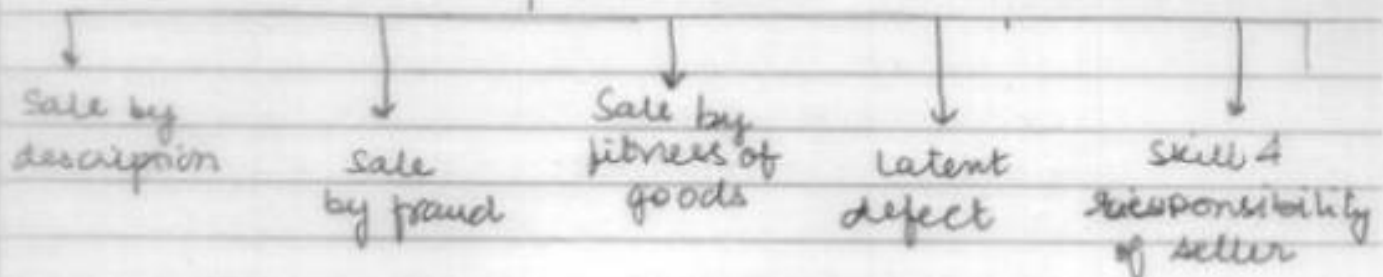 Sale by
description
Sale
by fraud
Sale by
fitness of
goods
Latent
defect
Skill &
responsibility
of seller